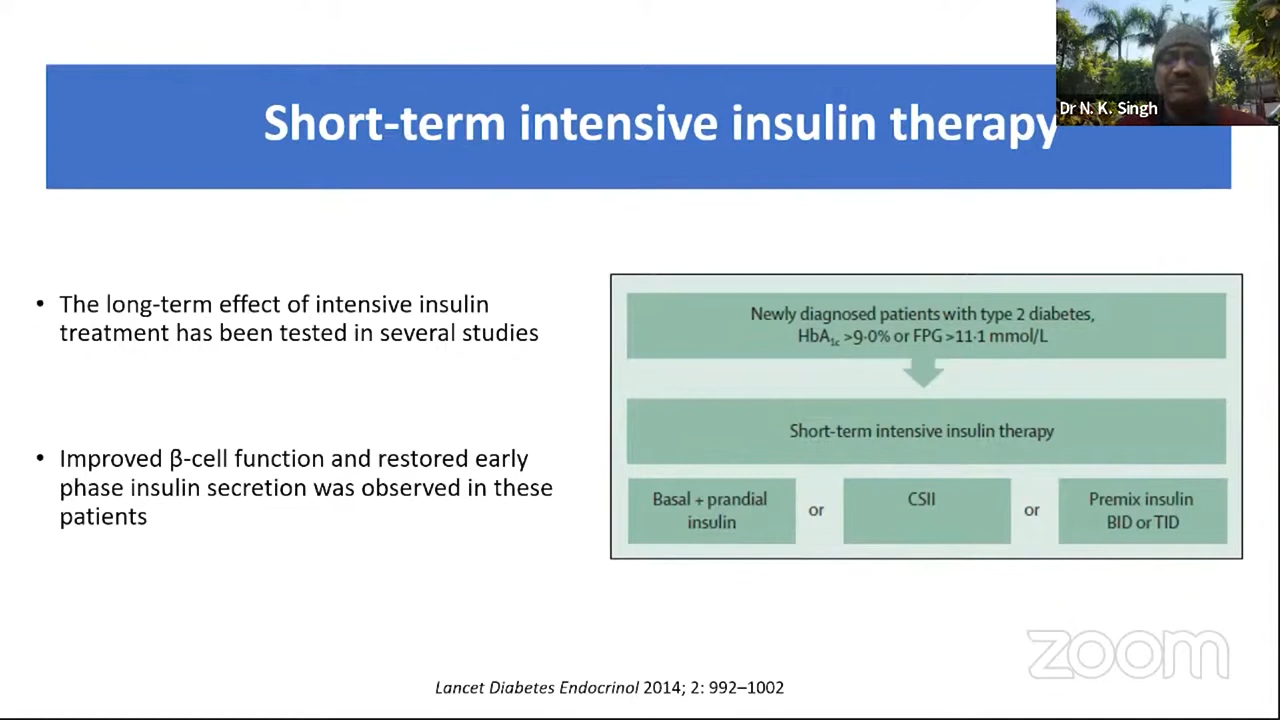 Short-term intensive insulin therapy
Dr N. K. Singh
• The long-term effect of intensive insulin
treatment has been tested in several studies
• Improved β-cell function and restored early
phase insulin secretion was observed in these
patients
Newly diagnosed patients with type 2 diabetes,
HbA1c >9·0% or FPG >11·1 mmol/L
Short-term intensive insulin therapy
Basal + prandial
insulin
or
CSII
or
Premix insulin
BID or TID
zoom
Lancet Diabetes Endocrinol 2014; 2: 992–1002